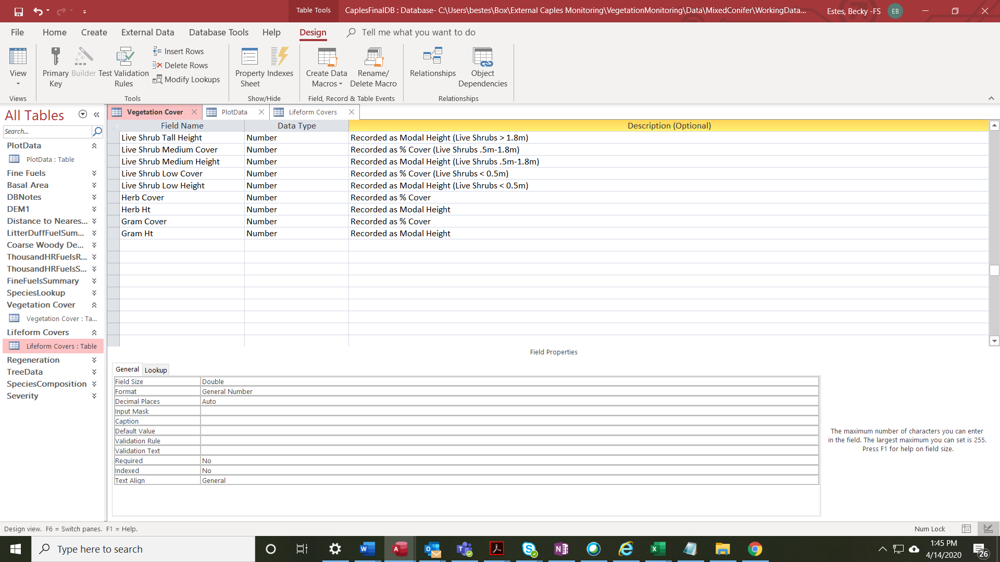 Table Tools
CaplesFinalDB : Database- C:\Users\bestes\Box\External Caples Monitoring\VegetationMonitoring\Data\MixedConifer\WorkingData...
Estes, Becky -FS
EB
File Home Create External Data Database Tools Help Design Tell me what you want to do
View
Primary Key
Builder
Test Validation Rules
Insert Rows
Delete Rows
Modify Lookups
Property Sheet
Indexes
Create Data Macros
Rename/ Delete Macro
Relationships
Object Dependencies
Views
Tools
Show/Hide
Field, Record & Table Events
Relationships
All Tables
Search...
PlotData
PlotData : Table
Fine Fuels
Basal Area
DBNotes
DEM1
Distance to Neares...
LitterDuffFuelSum...
Coarse Woody De...
ThousandHRFuelsR...
ThousandHRFuelsS...
FineFuelsSummary
SpeciesLookup
Vegetation Cover
Vegetation Cover : Ta...
Lifeform Covers
Lifeform Covers : Table
Regeneration
TreeData
SpeciesComposition
Severity
Vegetation Cover
PlotData
Lifeform Covers
Field Name Data Type Description (Optional)
Live Shrub Tall Height Number Recorded as Modal Height (Live Shrubs > 1.8m)
Live Shrub Medium Cover Number Recorded as % Cover (Live Shrubs .5m-1.8m)
Live Shrub Medium Height Number Recorded as Modal Height (Live Shrubs .5m-1.8m)
Live Shrub Low Cover Number Recorded as % Cover (Live Shrubs < 0.5m)
Live Shrub Low Height Number Recorded as Modal Height (Live Shrubs < 0.5m)
Herb Cover Number Recorded as % Cover
Herb Ht Number Recorded as Modal Height
Gram Cover Number Recorded as % Cover
Gram Ht Number Recorded as Modal Height
Field Properties
General Lookup
Field Size Double
Format General Number
Decimal Places Auto
Input Mask
Caption
Default Value
Validation Rule
Validation Text
Required No
Indexed No
Text Align General
The maximum number of characters you can enter
in the field. The largest maximum you can set is 255.
Press F1 for help on field size.
Design view. F6 = Switch panes. F1 = Help.
Num Lock
Type here to search
1:45 PM
4/14/2020
26